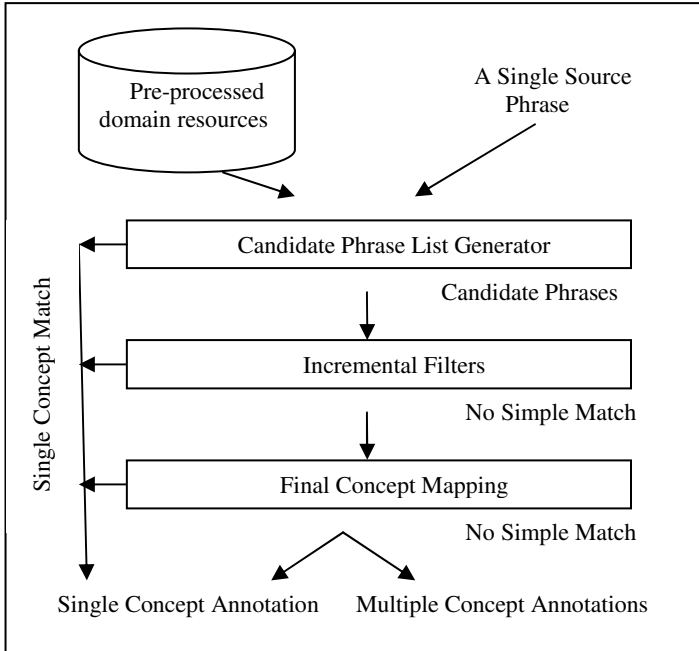 Pre-processed
domain resources
A Single Source
Phrase
Candidate Phrase List Generator
Candidate Phrases
Single Concept Match
Incremental Filters
No Simple Match
Final Concept Mapping
No Simple Match
Single Concept Annotation
Multiple Concept Annotations